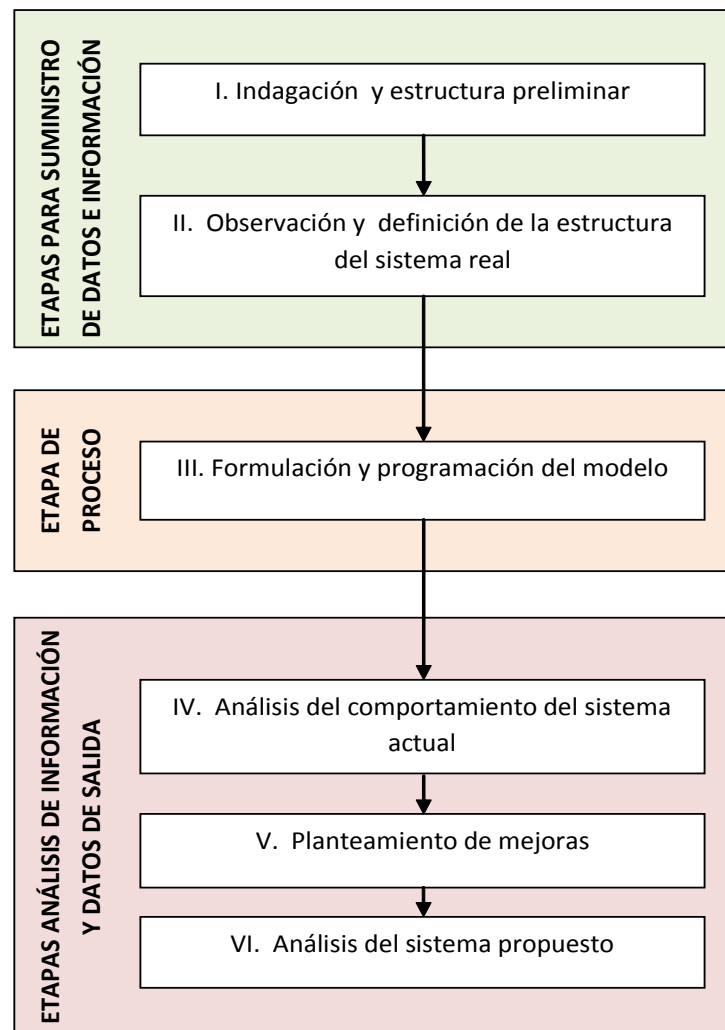 ETAPAS PARA SUMINISTRO
DE DATOS E INFORMACIÓN
I. Indagación y estructura preliminar
II. Observación y definición de la estructura
del sistema real
ETAPA DE
PROCESO
III. Formulación y programación del modelo
ETAPAS ANÁLISIS DE INFORMACIÓN
Y DATOS DE SALIDA
IV. Análisis del comportamiento del sistema
actual
V. Planteamiento de mejoras
VI. Análisis del sistema propuesto